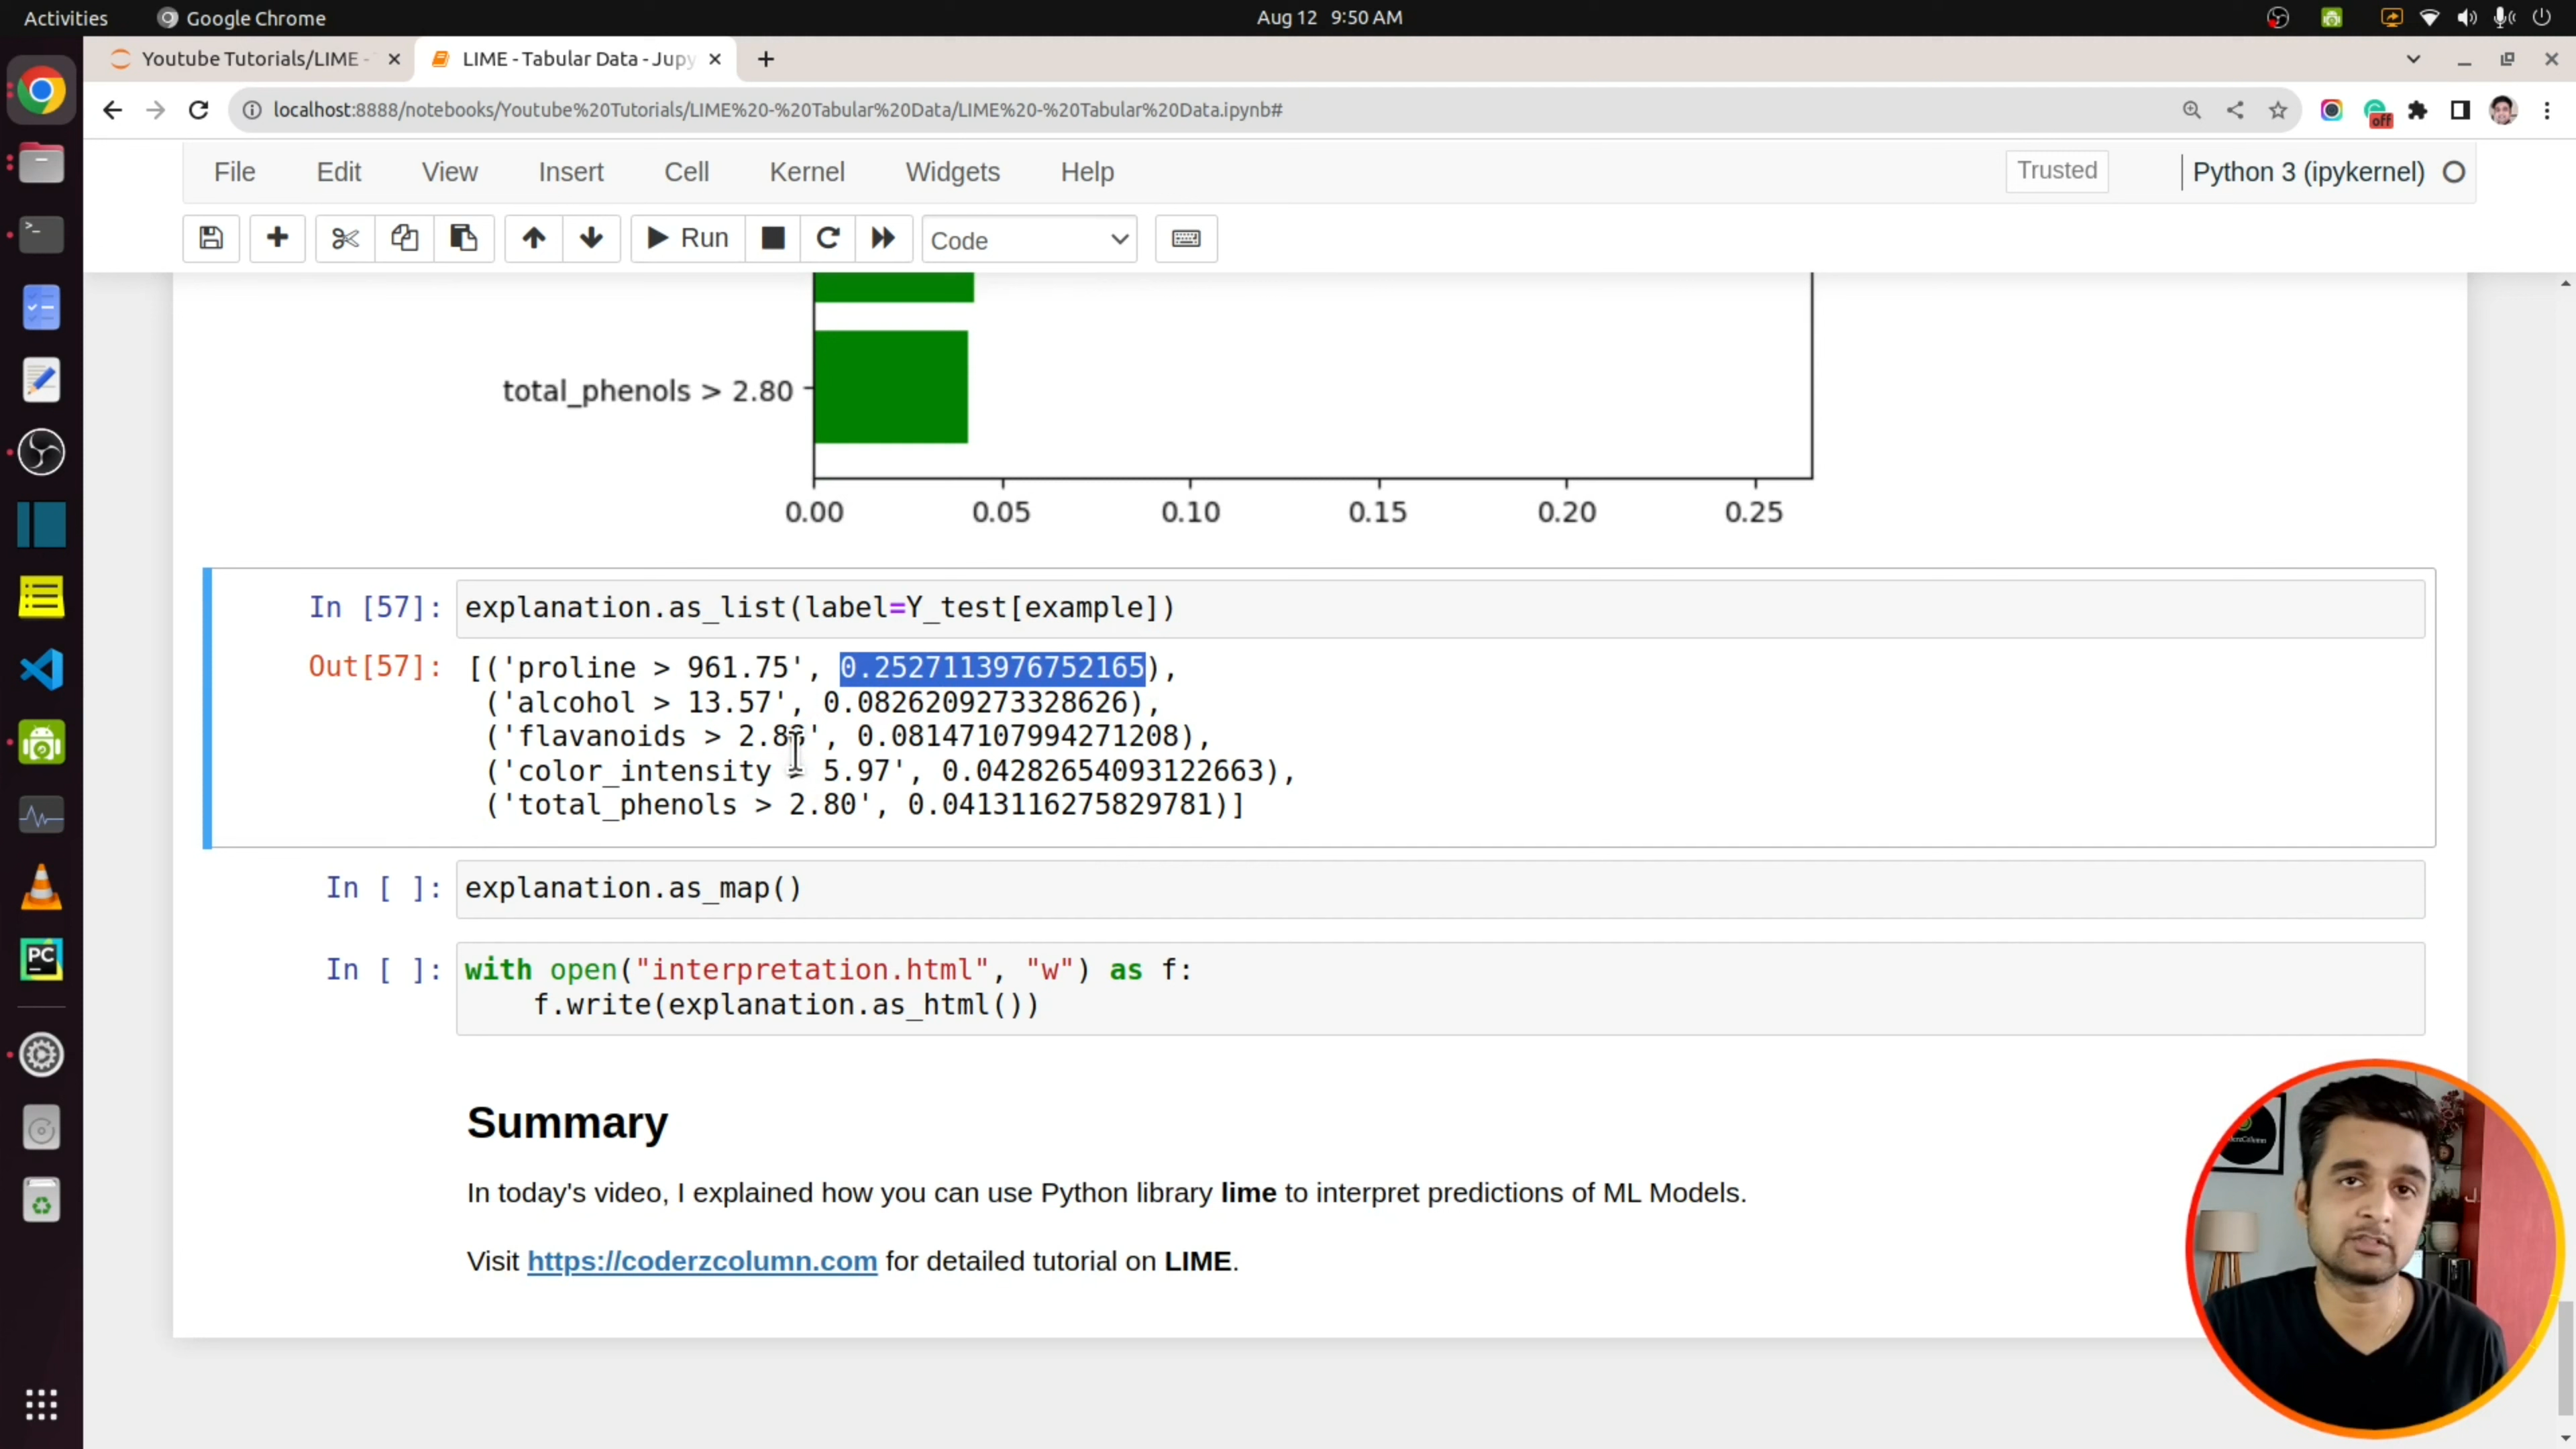 Activities Google Chrome Aug 12 9:50 AM
Youtube Tutorials/LIME - LIME - Tabular Data - Jupy
localhost:8888/notebooks/Youtube%20Tutorials/LIME%20-%20Tabular%20Data/LIME%20-%20Tabular%20Data.ipynb#
off
File Edit View Insert Cell Kernel Widgets Help Trusted Python 3 (ipykernel)
Run Code
total_phenols > 2.80
0.00 0.05 0.10 0.15 0.20 0.25
In [57]: explanation.as_list(label=Y_test[example])
Out[57]: [('proline > 961.75', 0.2527113976752165),
('alcohol > 13.57', 0.0826209273328626),
('flavanoids > 2.86', 0.08147107994271208),
('color_intensity > 5.97', 0.04282654093122663),
('total_phenols > 2.80', 0.0413116275829781)]
In [ ]: explanation.as_map()
In [ ]: with open("interpretation.html", "w") as f:
f.write(explanation.as_html())
PC
Summary
In today's video, I explained how you can use Python library lime to interpret predictions of ML Models.
Visit https://coderzcolumn.com for detailed tutorial on LIME.